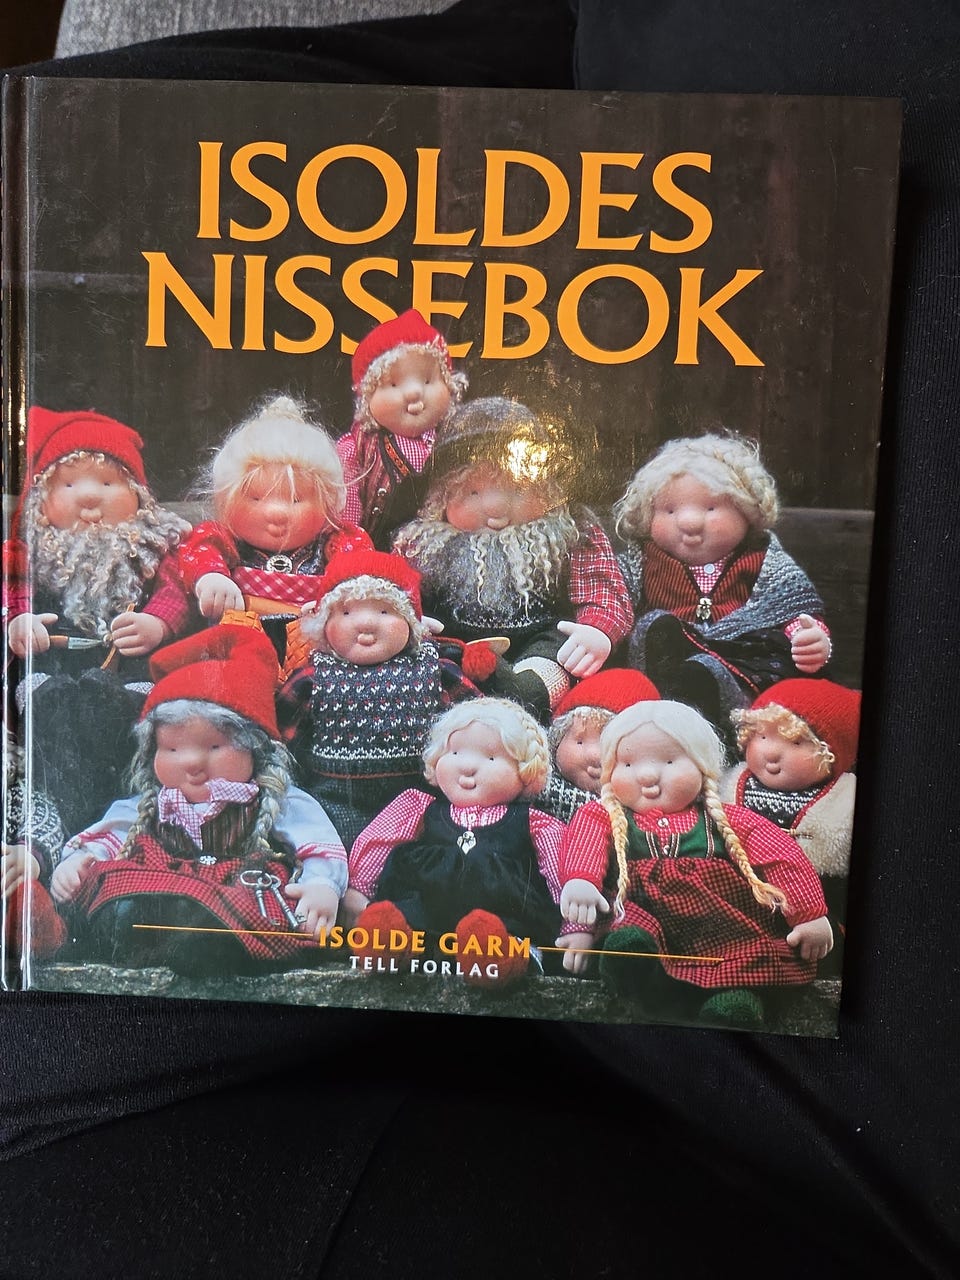 ISOLDES
NISSEBOK
ISOLDE GARM
TELL FORLAG